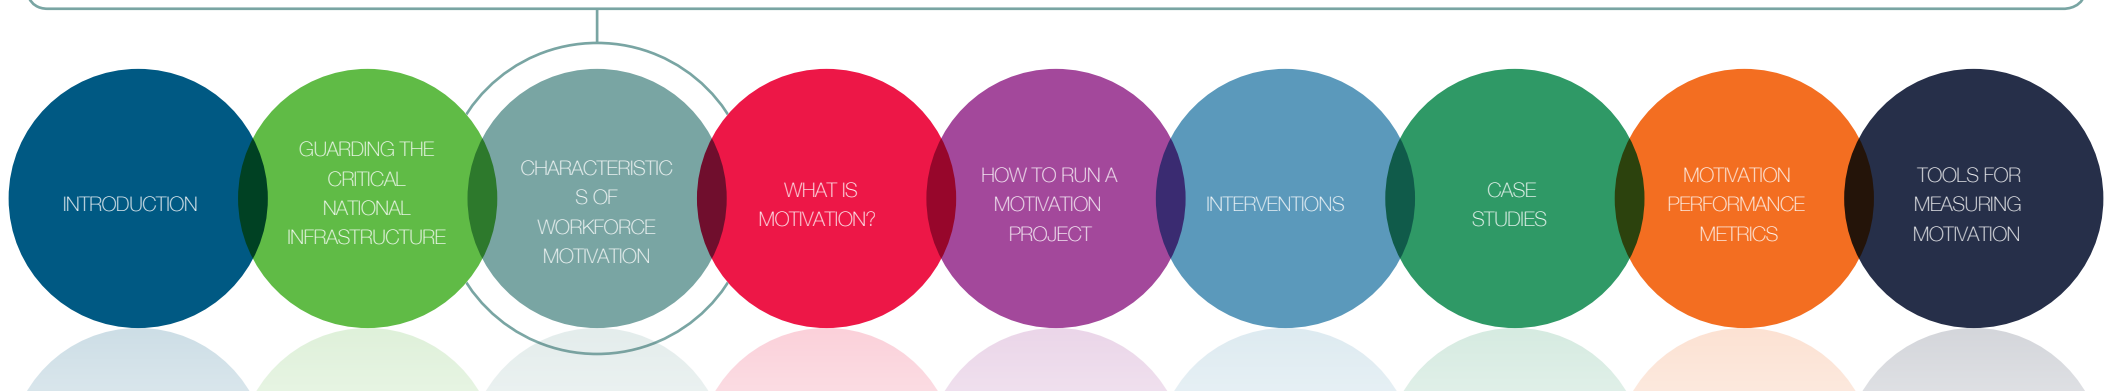 INTRODUCTION
GUARDING THE
CRITICAL
NATIONAL
INFRASTRUCTURE
CHARACTERISTIC
S OF
WORKFORCE
MOTIVATION
WHAT IS
MOTIVATION?
HOW TO RUN A
MOTIVATION
PROJECT
INTERVENTIONS
CASE
STUDIES
MOTIVATION
PERFORMANCE
METRICS
TOOLS FOR
MEASURING
MOTIVATION